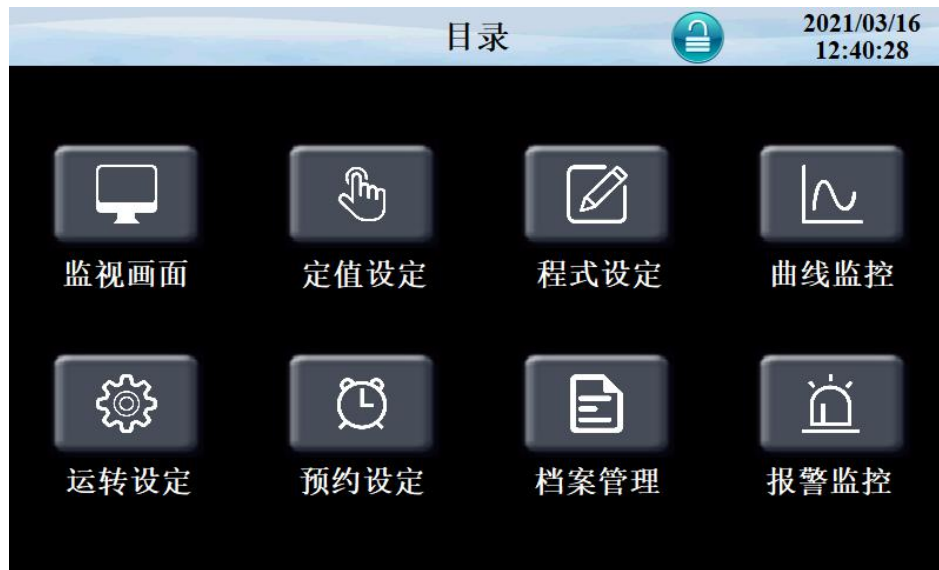 目录
2021/03/16
12:40:28
监视画面
定值设定
程式设定
曲线监控
运转设定
预约设定
档案管理
报警监控